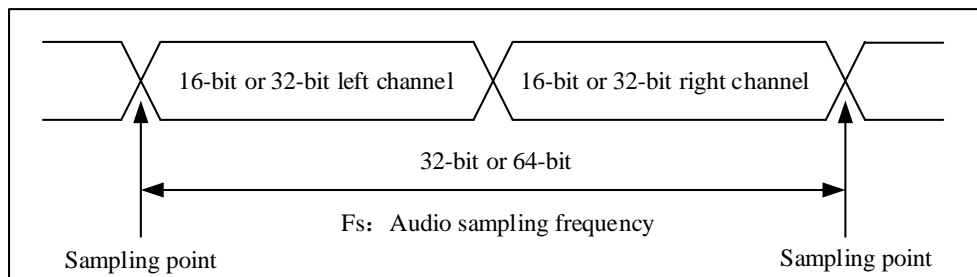 16-bit or 32-bit left channel
16-bit or 32-bit right channel
32-bit or 64-bit
Fs：Audio sampling frequency
Sampling point
Sampling point